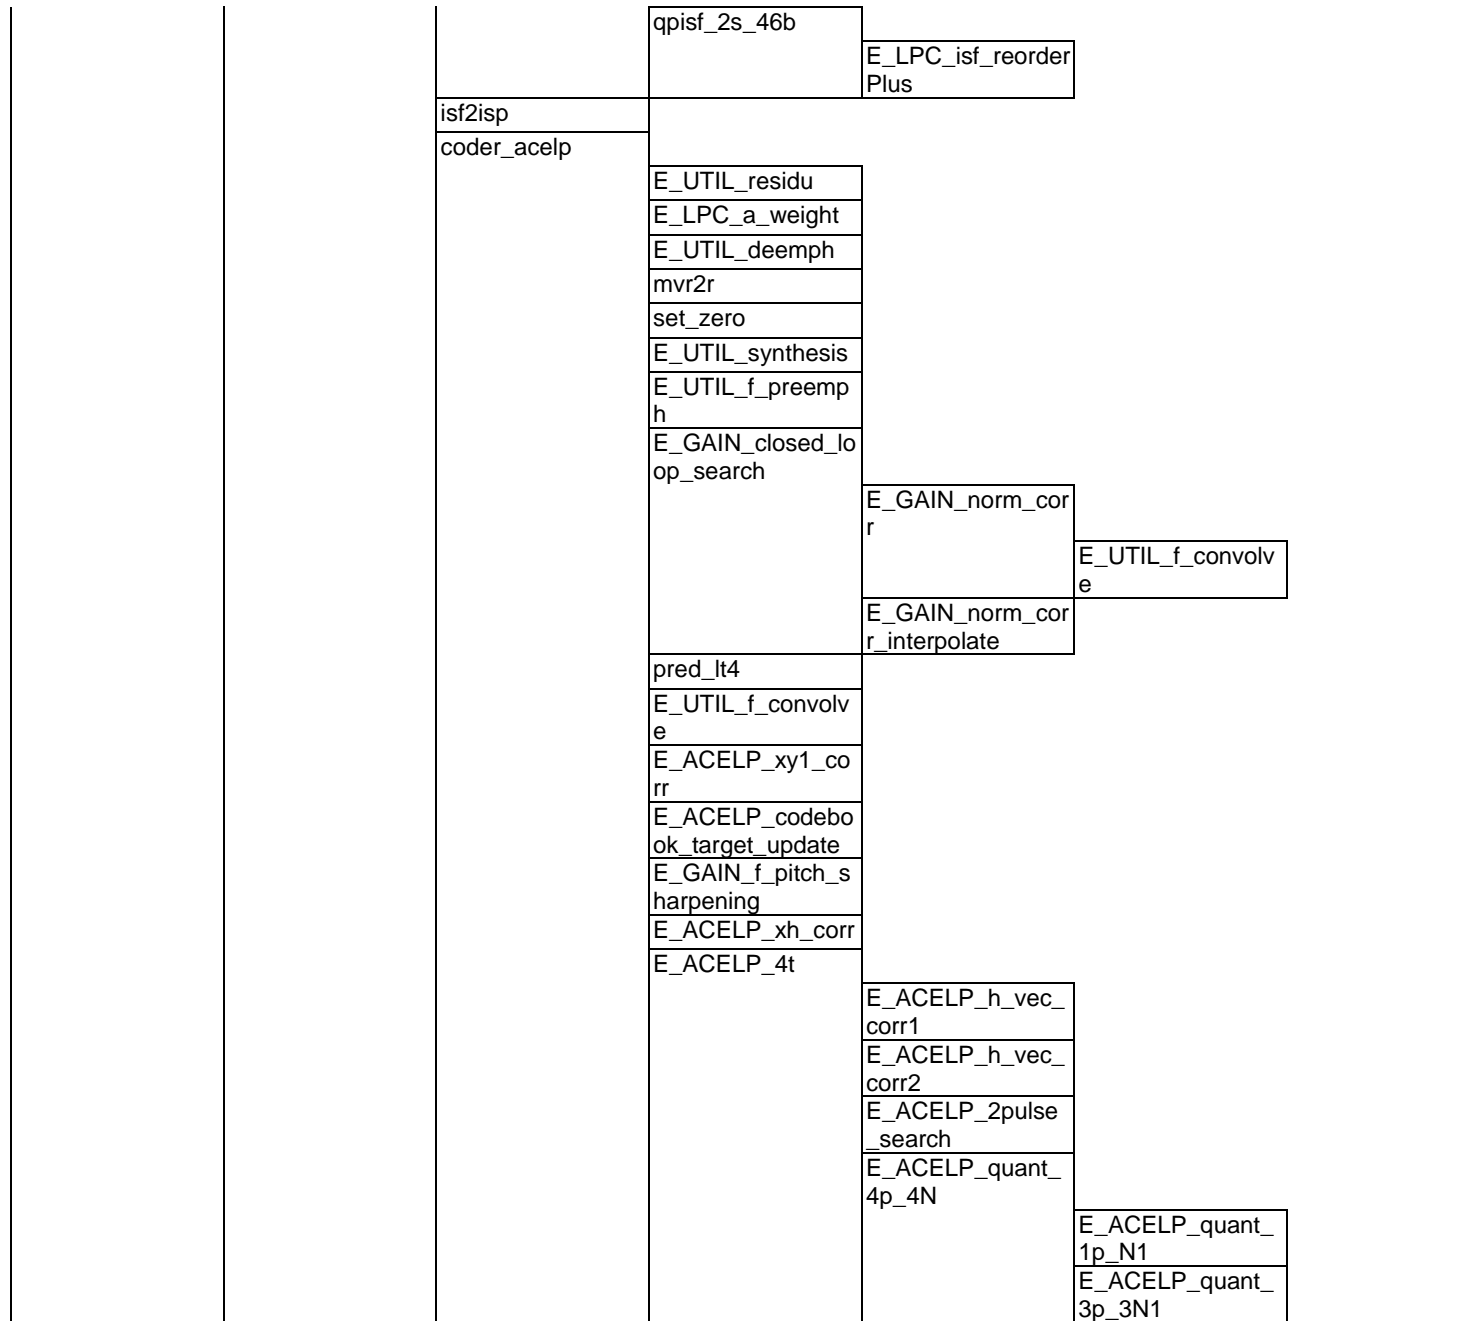 qpisf_2s_46b
E_LPC_isf_reorder
Plus
isf2isp
coder_acelp
E_UTIL_residu
E_LPC_a_weight
E_UTIL_deemph
mvr2r
set_zero
E_UTIL_synthesis
E_UTIL_f_preemp
h
E_GAIN_closed_lo
op_search
E_GAIN_norm_cor
r
E_UTIL_f_convolv
e
E_GAIN_norm_cor
r_interpolate
pred_lt4
E_UTIL_f_convolv
e
E_ACELP_xy1_co
rr
E_ACELP_codebo
ok_target_update
E_GAIN_f_pitch_s
harpening
E_ACELP_xh_corr
E_ACELP_4t
E_ACELP_h_vec_
corr1
E_ACELP_h_vec_
corr2
E_ACELP_2pulse
_search
E_ACELP_quant_
4p_4N
E_ACELP_quant_
1p_N1
E_ACELP_quant_
3p_3N1